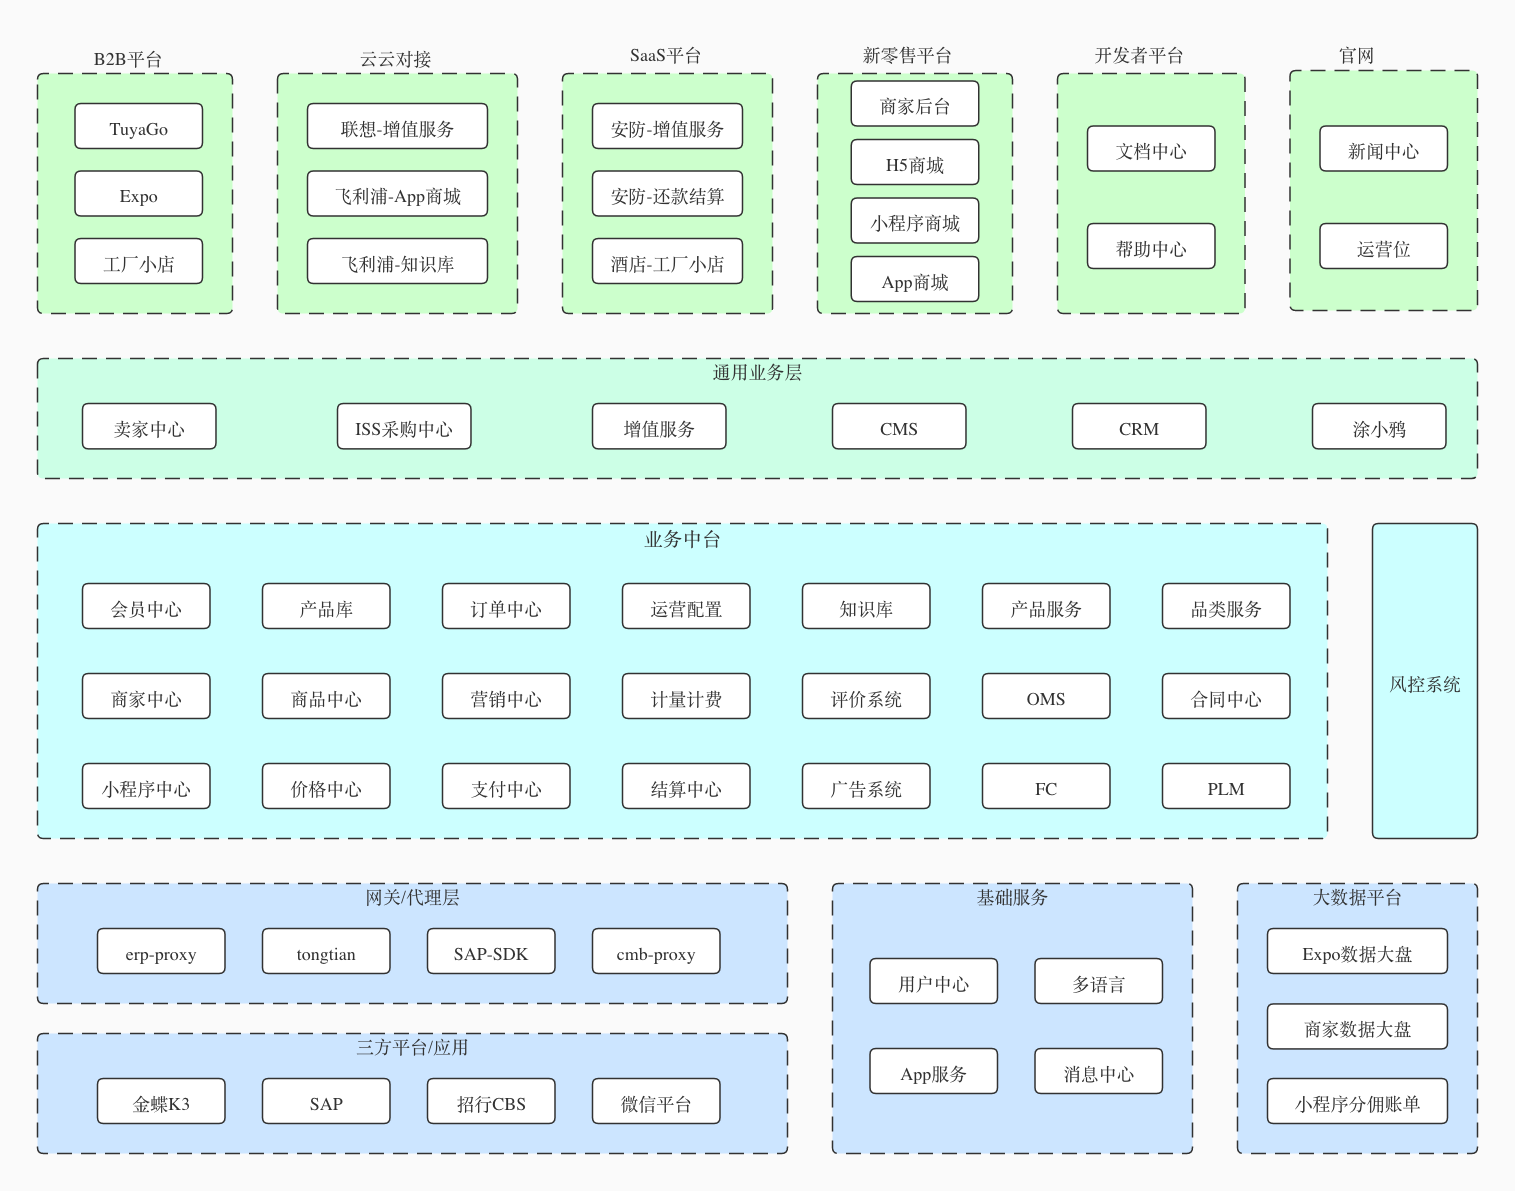 B2B平台
TuyaGo
Expo
工厂小店
云云对接
联想-增值服务
飞利浦-App商城
飞利浦-知识库
SaaS平台
安防-增值服务
安防-还款结算
酒店-工厂小店
新零售平台
商家后台
H5商城
小程序商城
App商城
开发者平台
文档中心
帮助中心
官网
新闻中心
运营位
通用业务层
卖家中心
ISS采购中心
增值服务
CMS
CRM
涂小鸦
业务中台
会员中心
产品库
订单中心
运营配置
知识库
产品服务
品类服务
商家中心
商品中心
营销中心
计量计费
评价系统
OMS
合同中心
小程序中心
价格中心
支付中心
结算中心
广告系统
FC
PLM
风控系统
网关/代理层
erp-proxy
tongtian
SAP-SDK
cmb-proxy
三方平台/应用
金蝶K3
SAP
招行CBS
微信平台
基础服务
用户中心
多语言
App服务
消息中心
大数据平台
Expo数据大盘
商家数据大盘
小程序分佣账单